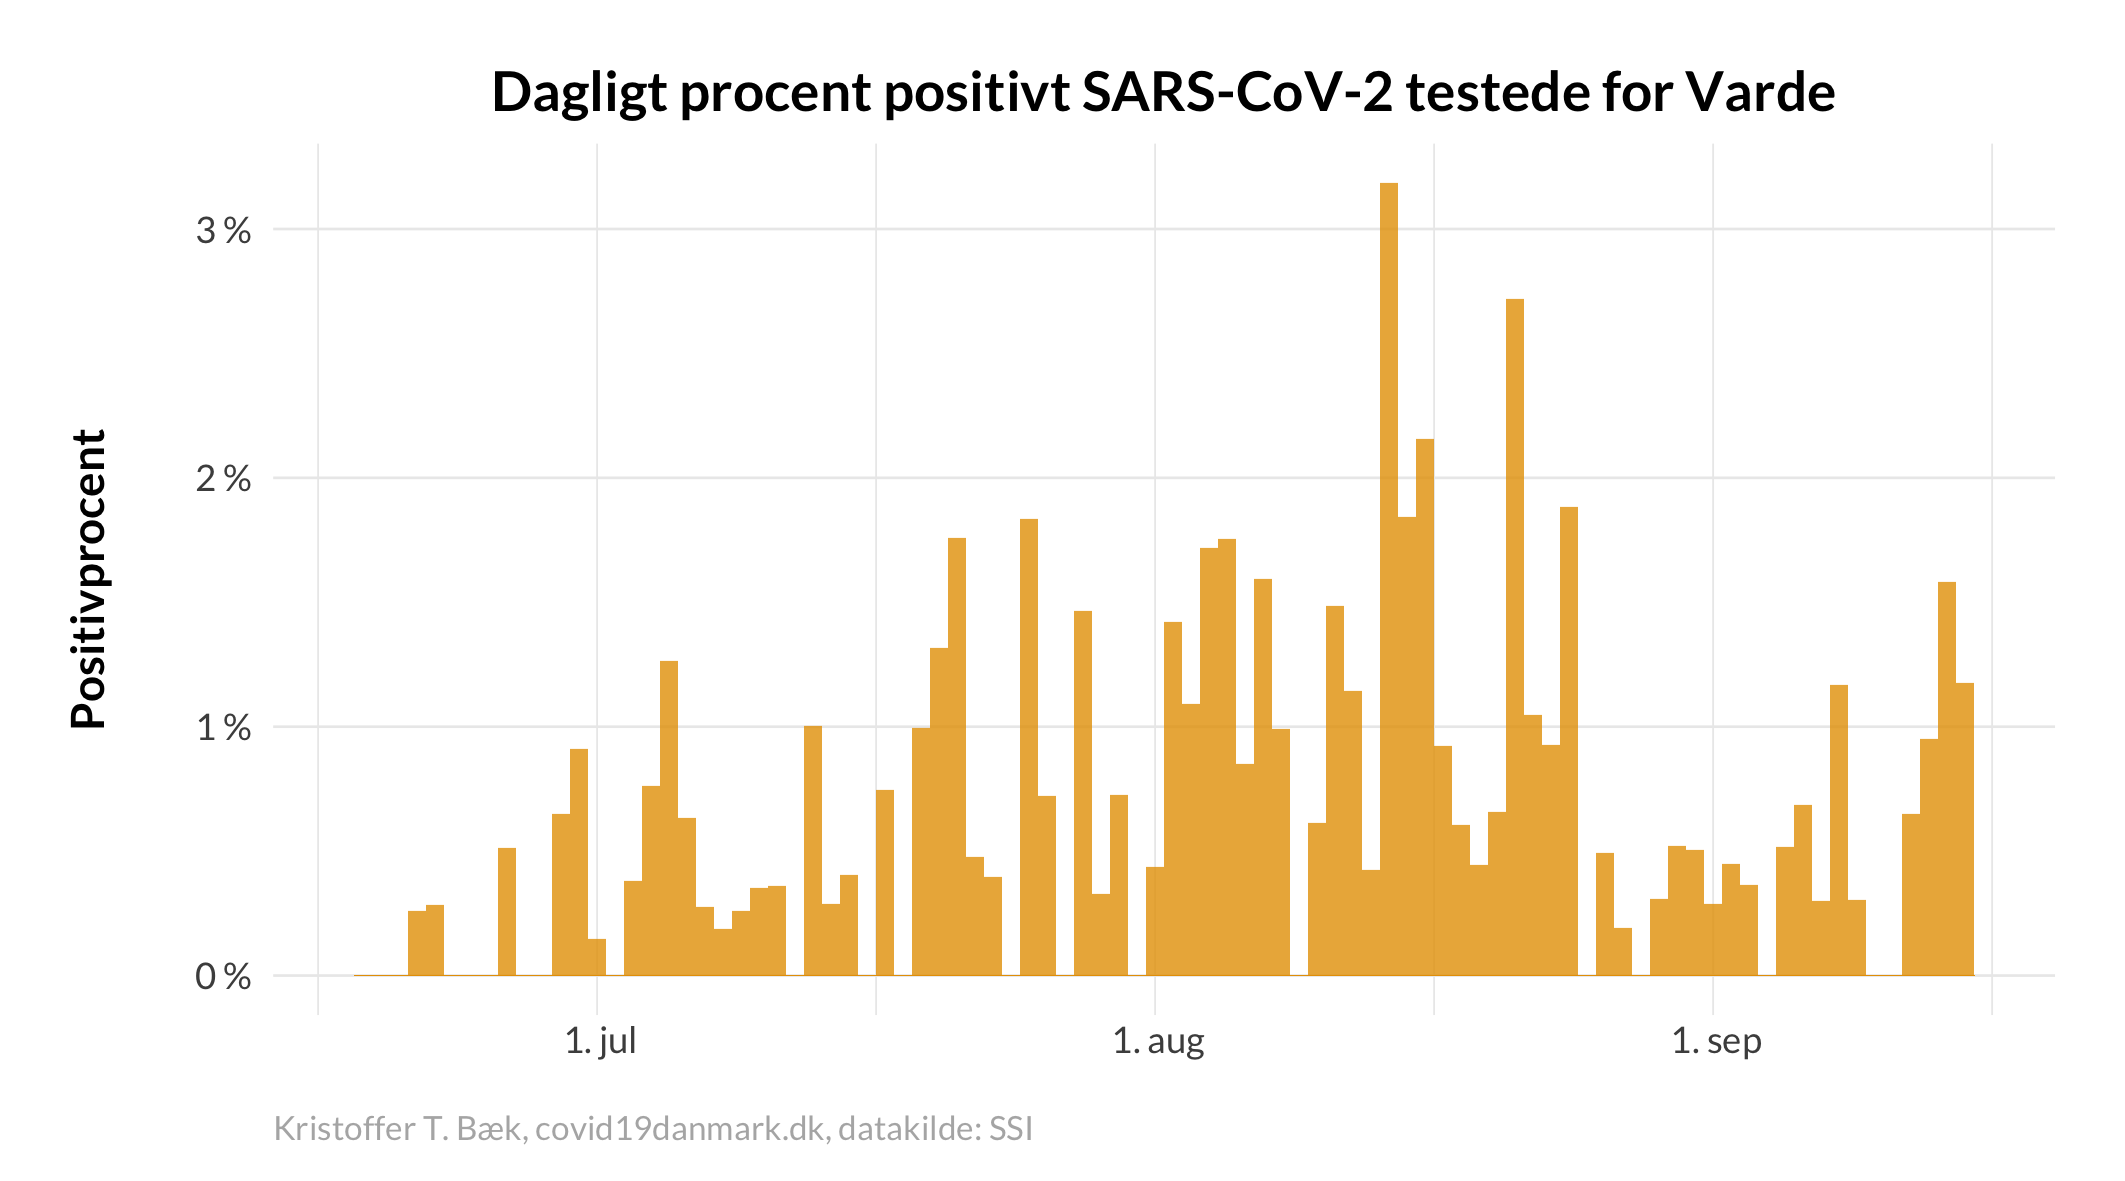 Dagligt procent positivt SARS-CoV-2 testede for Varde
Positivprocent
3 %
2 %
1 %
0 %
1. jul
1. aug
1. sep
Kristoffer T. Bæk, covid19danmark.dk, datakilde: SSI